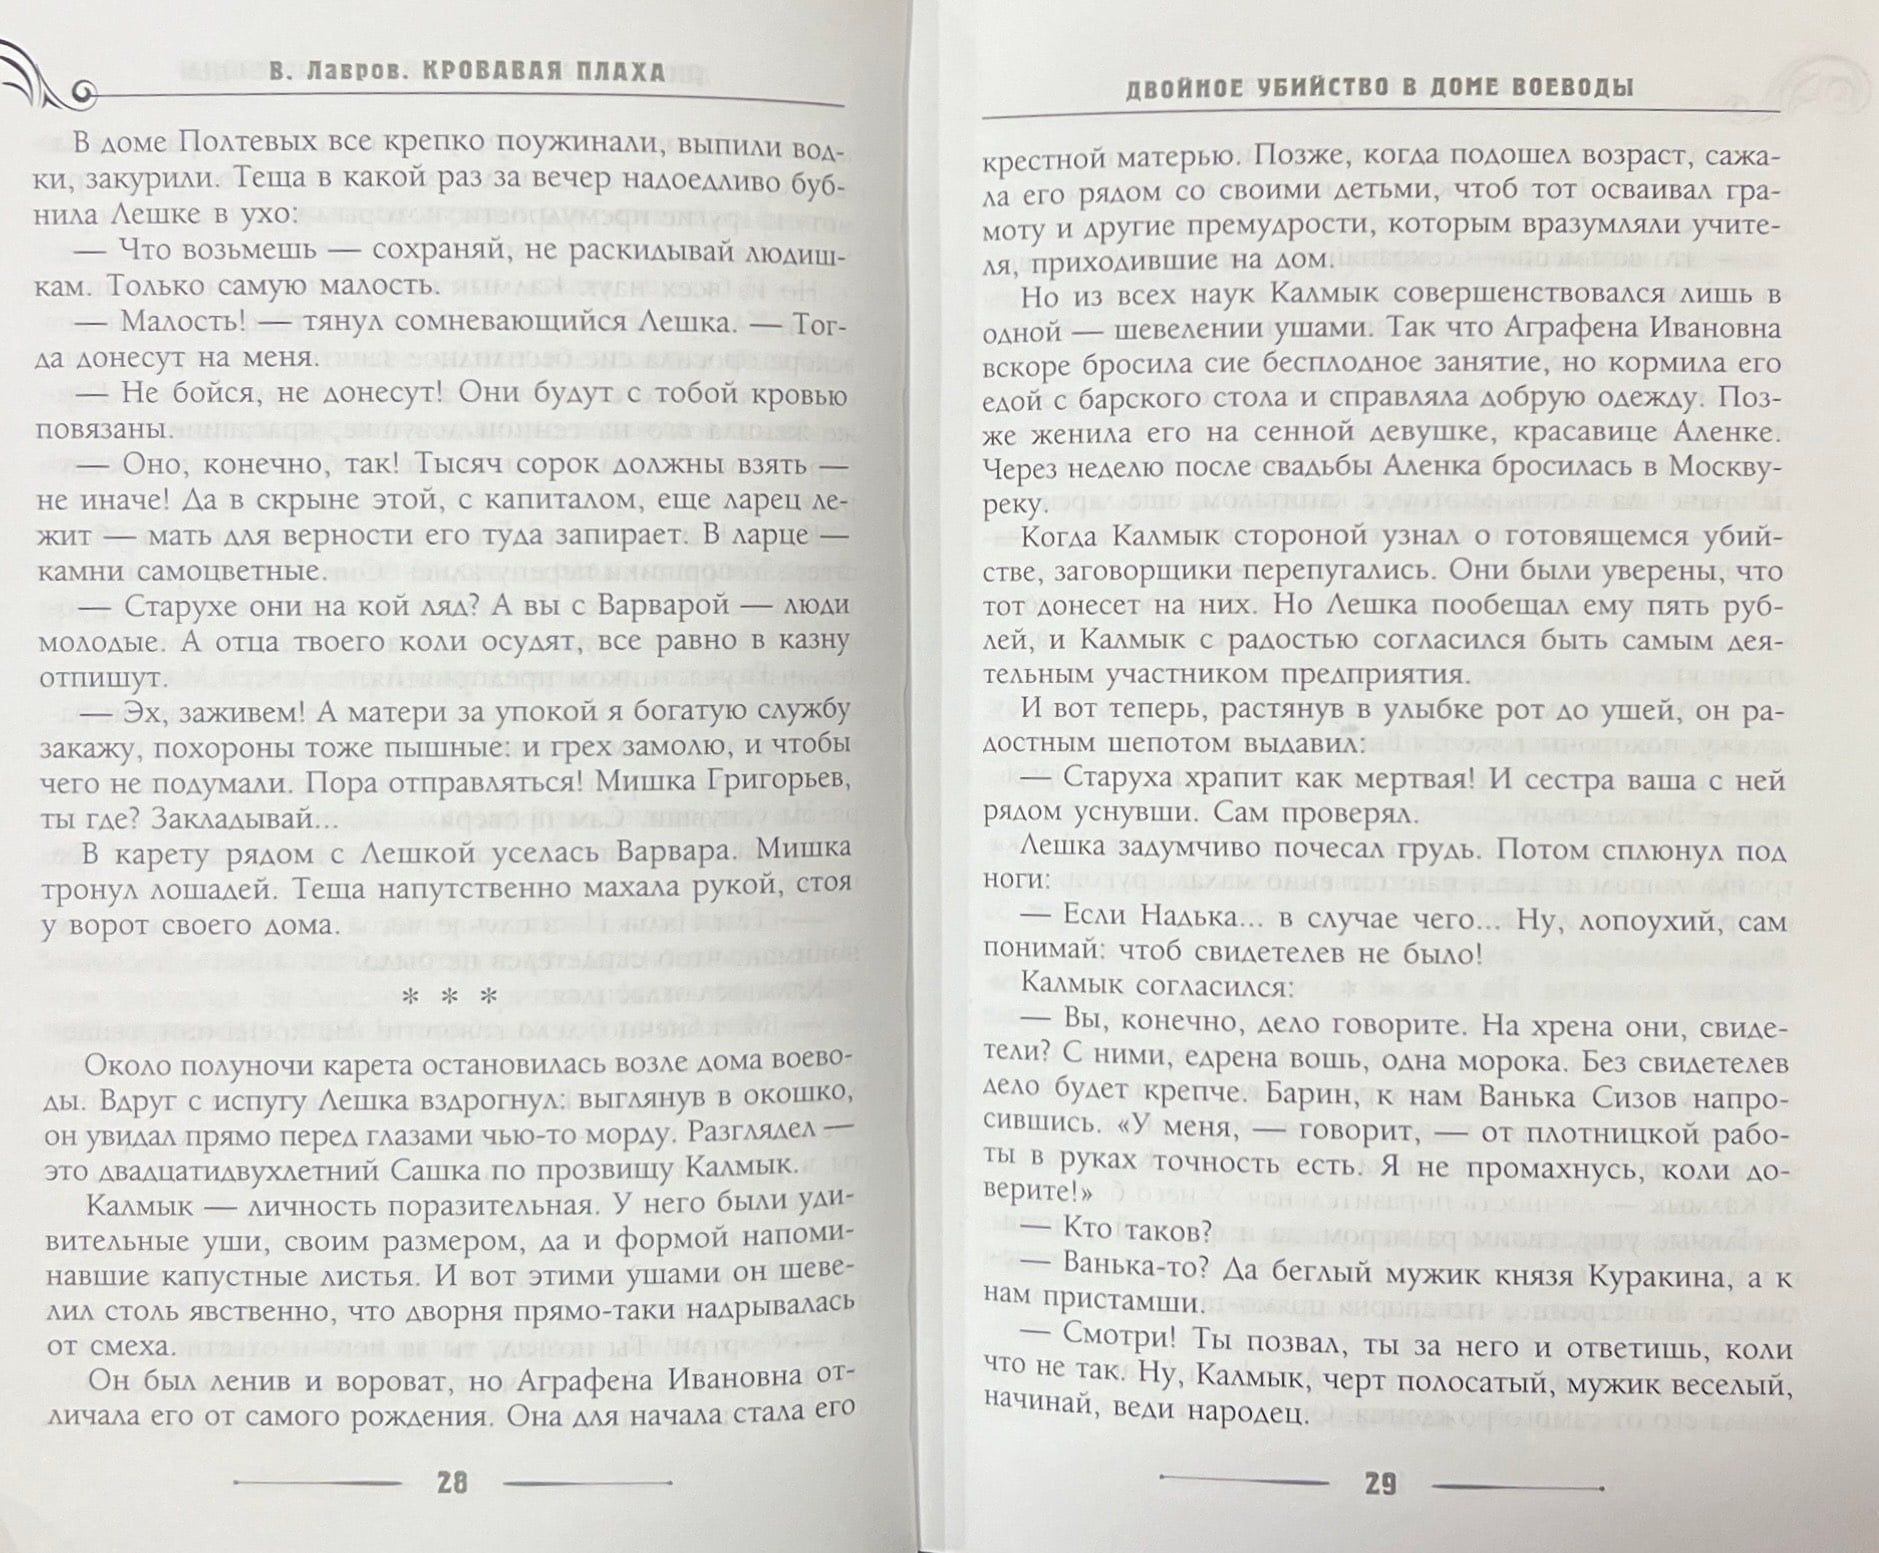 В. Лавров. КРОВАВАЯ ПЛАХА
В доме Полтевых все крепко поужинали, выпили вод-
ки, закурили. Теща в какой раз за вечер надоедливо буб-
нила Лешке в ухо:
— Что возьмешь — сохраняй, не раскидывай людиш-
кам. Только самую малость.
— Малость! — тянул сомневающийся Лешка. — Тог-
да донесут на меня.
— Не бойся, не донесут! Они будут с тобой кровью
повязаны.
— Оно, конечно, так! Тысяч сорок должны взять —
не иначе! Да в скрыне этой, с капиталом, еще ларец ле-
жит — мать для верности его туда запирает. В ларце —
камни самоцветные.
— Старухе они на кой ляд? А вы с Варварой — люди
молодые. А отца твоего коли осудят, все равно в казну
отпишут.
— Эх, заживем! А матери за упокой я богатую службу
закажу, похороны тоже пышные: и грех замолю, и чтобы
чего не подумали. Пора отправляться! Мишка Григорьев,
ты где? Закладывай...
В карету рядом с Лешкой уселась Варвара. Мишка
тронул лошадей. Теща напутственно махала рукой, стоя
у ворот своего дома.
* * *
Около полуночи карета остановилась возле дома воево-
ды. Вдруг с испугу Лешка вздрогнул: выглянув в окошко,
он увидал прямо перед глазами чью-то морду. Разглядел —
это двадцатидвухлетний Сашка по прозвищу Калмык.
Калмык — личность поразительная. У него были уди-
вительные уши, своим размером, да и формой напоми-
навшие капустные листья. И вот этими ушами он шеве-
лил столь явственно, что дворня прямо-таки надрывалась
от смеха.
Он был ленив и вороват, но Аграфена Ивановна от-
личала его от самого рождения. Она для начала стала его
28
ДВОЙНОЕ УБИЙСТВО В ДОМЕ ВОЕВОДЫ
крестной матерью. Позже, когда подошел возраст, сажа-
ла его рядом со своими детьми, чтоб тот осваивал гра-
моту и другие премудрости, которым вразумляли учите-
ля, приходившие на дом.
Но из всех наук Калмык совершенствовался лишь в
одной — шевелении ушами. Так что Аграфена Ивановна
вскоре бросила сие бесплодное занятие, но кормила его
едой с барского стола и справляла добрую одежду. Поз-
же женила его на сенной девушке, красавице Аленке.
Через неделю после свадьбы Аленка бросилась в Москву-
реку.
Когда Калмык стороной узнал о готовящемся убий-
стве, заговорщики перепугались. Они были уверены, что
тот донесет на них. Но Лешка пообещал ему пять руб-
лей, и Калмык с радостью согласился быть самым дея-
тельным участником предприятия.
И вот теперь, растянув в улыбке рот до ушей, он ра-
достным шепотом выдавил:
— Старуха храпит как мертвая! И сестра ваша с ней
рядом уснувши. Сам проверял.
Лешка задумчиво почесал грудь. Потом сплюнул под
ноги:
— Если Надька... в случае чего... Ну, лопоухий, сам
понимай: чтоб свидетелев не было!
Калмык согласился:
— Вы, конечно, дело говорите. На хрена они, свиде-
тели? С ними, едрена вошь, одна морока. Без свидетелев
дело будет крепче. Барин, к нам Ванька Сизов напро-
сившись. «У меня, — говорит, — от плотницкой рабо-
ты в руках точность есть. Я не промахнусь, коли до-
верите!»
— Кто таков?
— Ванька-то? Да беглый мужик князя Куракина, а к
нам пристамши.
— Смотри! Ты позвал, ты за него и ответишь, коли
что не так. Ну, Калмык, черт полосатый, мужик веселый,
начинай, веди народец.
29